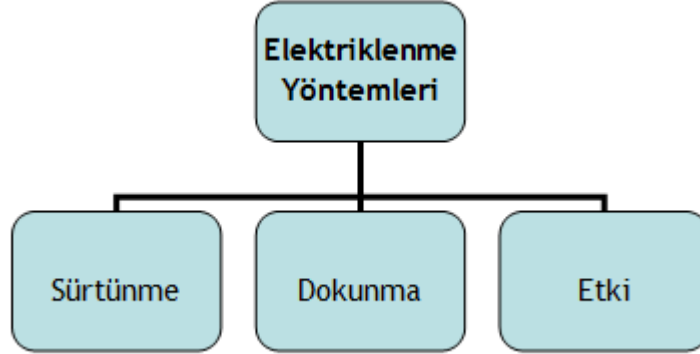 Elektriklenme
Yöntemleri
Sürtünme
Dokunma
Etki